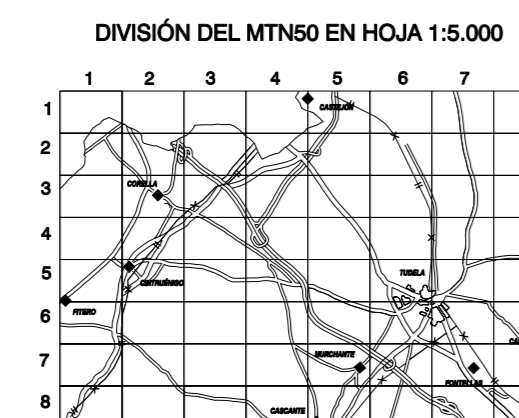 DIVISIÓN DEL MTN50 EN HOJA 1:5.000
1 2 3 4 5 6 7
1
CASTEJÓN
2
3
CORELLA
4
5
TUDELA
CINTRUÉNIGO
6
FITERO
7
MURCHANTE
FONTELLAS
8
CASCANTE